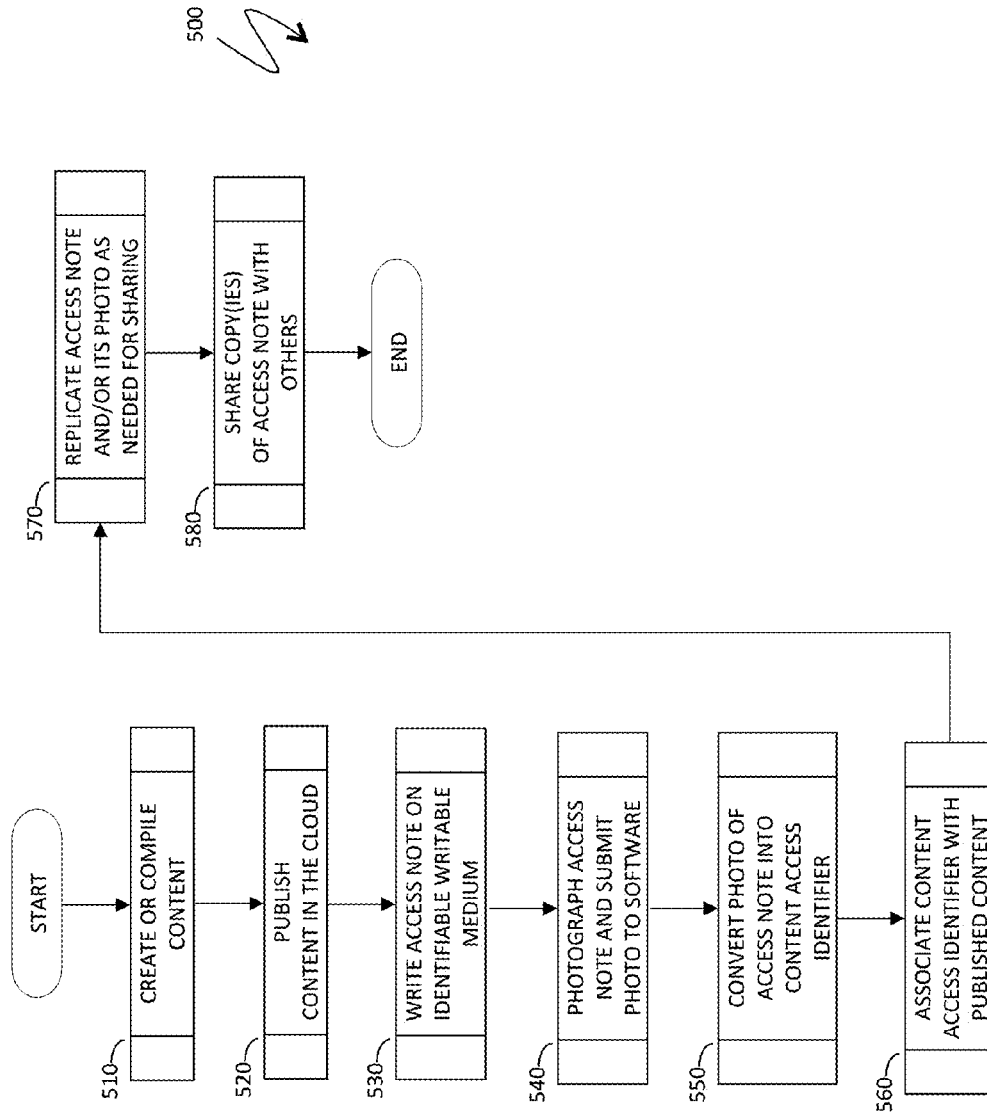 START
510
CREATE OR COMPILE
CONTENT
520
PUBLISH
CONTENT IN THE CLOUD
530
WRITE ACCESS NOTE ON
IDENTIFIABLE WRITABLE
MEDIUM
540
PHOTOGRAPH ACCESS
NOTE AND SUBMIT
PHOTO TO SOFTWARE
550
CONVERT PHOTO OF
ACCESS NOTE INTO
CONTENT ACCESS
IDENTIFIER
560
ASSOCIATE CONTENT
ACCESS IDENTIFIER WITH
PUBLISHED CONTENT
570
REPLICATE ACCESS NOTE
AND/OR ITS PHOTO AS
NEEDED FOR SHARING
580
SHARE COPY(IES)
OF ACCESS NOTE WITH
OTHERS
END
500